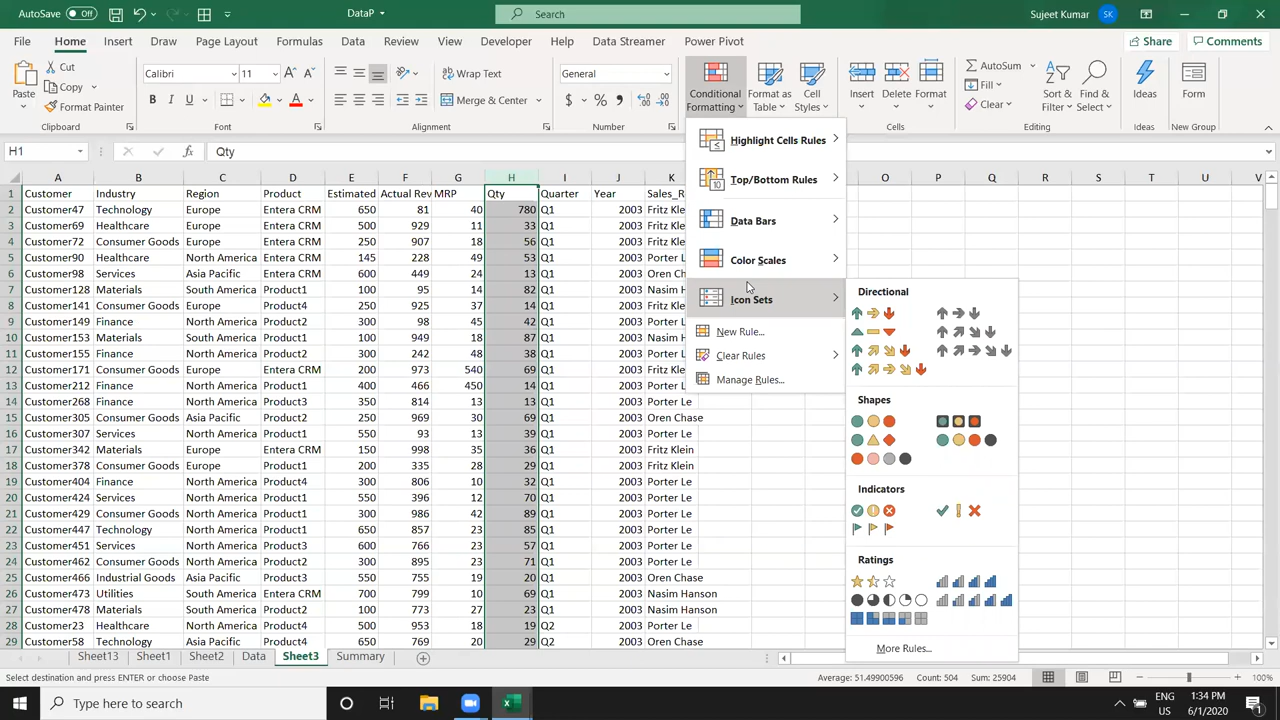 AutoSave Off DataP Search Sujeet Kumar SK
File Home Insert Draw Page Layout Formulas Data Review View Developer Help Data Streamer Power Pivot Share Comments
Paste Cut Copy Format Painter Clipboard
Calibri 11 B I U A Font
Wrap Text Merge & Center Alignment
General $ % Number
Conditional Formatting Format as Table Cell Styles
Insert Delete Format Cells
AutoSum Fill Clear Sort & Filter Find & Select Editing
Ideas Ideas
Form New Group
H1 fx Qty
A B C D E F G H I J K O P Q R S T U V
1 Customer Industry Region Product Estimated Actual Rev MRP Qty Quarter Year Sales_R
2 Customer47 Technology Europe Entera CRM 650 81 40 780 Q1 2003 Fritz Klein
3 Customer69 Healthcare Europe Entera CRM 500 929 11 33 Q1 2003 Fritz Klein
4 Customer72 Consumer Goods Europe Entera CRM 250 907 18 56 Q1 2003 Fritz Klein
5 Customer90 Healthcare North America Entera CRM 145 228 49 53 Q1 2003 Porter Le
6 Customer98 Services Asia Pacific Entera CRM 600 449 24 13 Q1 2003 Oren Cha
7 Customer128 Materials South America Product1 100 95 14 82 Q1 2003 Nasim H
8 Customer141 Consumer Goods Europe Product4 250 925 37 14 Q1 2003 Fritz Klein
9 Customer149 Finance North America Product2 300 98 45 42 Q1 2003 Porter Le
10 Customer153 Materials South America Product1 100 949 18 87 Q1 2003 Nasim H
11 Customer155 Finance North America Product2 300 242 48 38 Q1 2003 Porter Le
12 Customer171 Consumer Goods Europe Entera CRM 200 973 540 69 Q1 2003 Fritz Klein
13 Customer212 Finance North America Product1 400 466 450 14 Q1 2003 Porter Le
14 Customer268 Finance North America Product3 350 814 13 13 Q1 2003 Porter Le
15 Customer305 Consumer Goods Asia Pacific Product2 250 969 30 69 Q1 2003 Oren Chase
16 Customer307 Services North America Product1 550 93 13 39 Q1 2003 Porter Le
17 Customer342 Materials Europe Entera CRM 150 998 35 36 Q1 2003 Fritz Klein
18 Customer378 Consumer Goods Europe Product1 200 335 28 29 Q1 2003 Fritz Klein
19 Customer404 Finance North America Product4 300 806 10 32 Q1 2003 Porter Le
20 Customer424 Services North America Product1 550 396 12 70 Q1 2003 Porter Le
21 Customer429 Consumer Goods North America Product1 300 986 42 89 Q1 2003 Porter Le
22 Customer447 Technology Europe Product1 650 857 23 85 Q1 2003 Porter Le
23 Customer451 Services North America Product3 600 766 23 57 Q1 2003 Porter Le
24 Customer462 Consumer Goods North America Product2 300 895 23 71 Q1 2003 Porter Le
25 Customer466 Industrial Goods Asia Pacific Product3 550 755 19 20 Q1 2003 Oren Chase
26 Customer473 Utilities South America Entera CRM 700 799 10 69 Q1 2003 Nasim Hanson
27 Customer478 Materials South America Product2 100 773 27 23 Q1 2003 Nasim Hanson
28 Customer23 Healthcare North America Product4 500 953 18 19 Q2 2003 Porter Le
29 Customer58 Technology Asia Pacific Product4 650 769 20 29 Q1 2003 Oren Chase
Highlight Cells Rules
Top/Bottom Rules
Data Bars
Color Scales
Icon Sets
New Rule...
Clear Rules
Manage Rules...
Directional
Shapes
Indicators
Ratings
More Rules...
Sheet13 Sheet1 Sheet2 Data Sheet3 Summary
Select destination and press ENTER or choose Paste Average: 51.49900596 Count: 504 Sum: 25904 100%
Type here to search ENG US 1:34 PM 6/1/2020